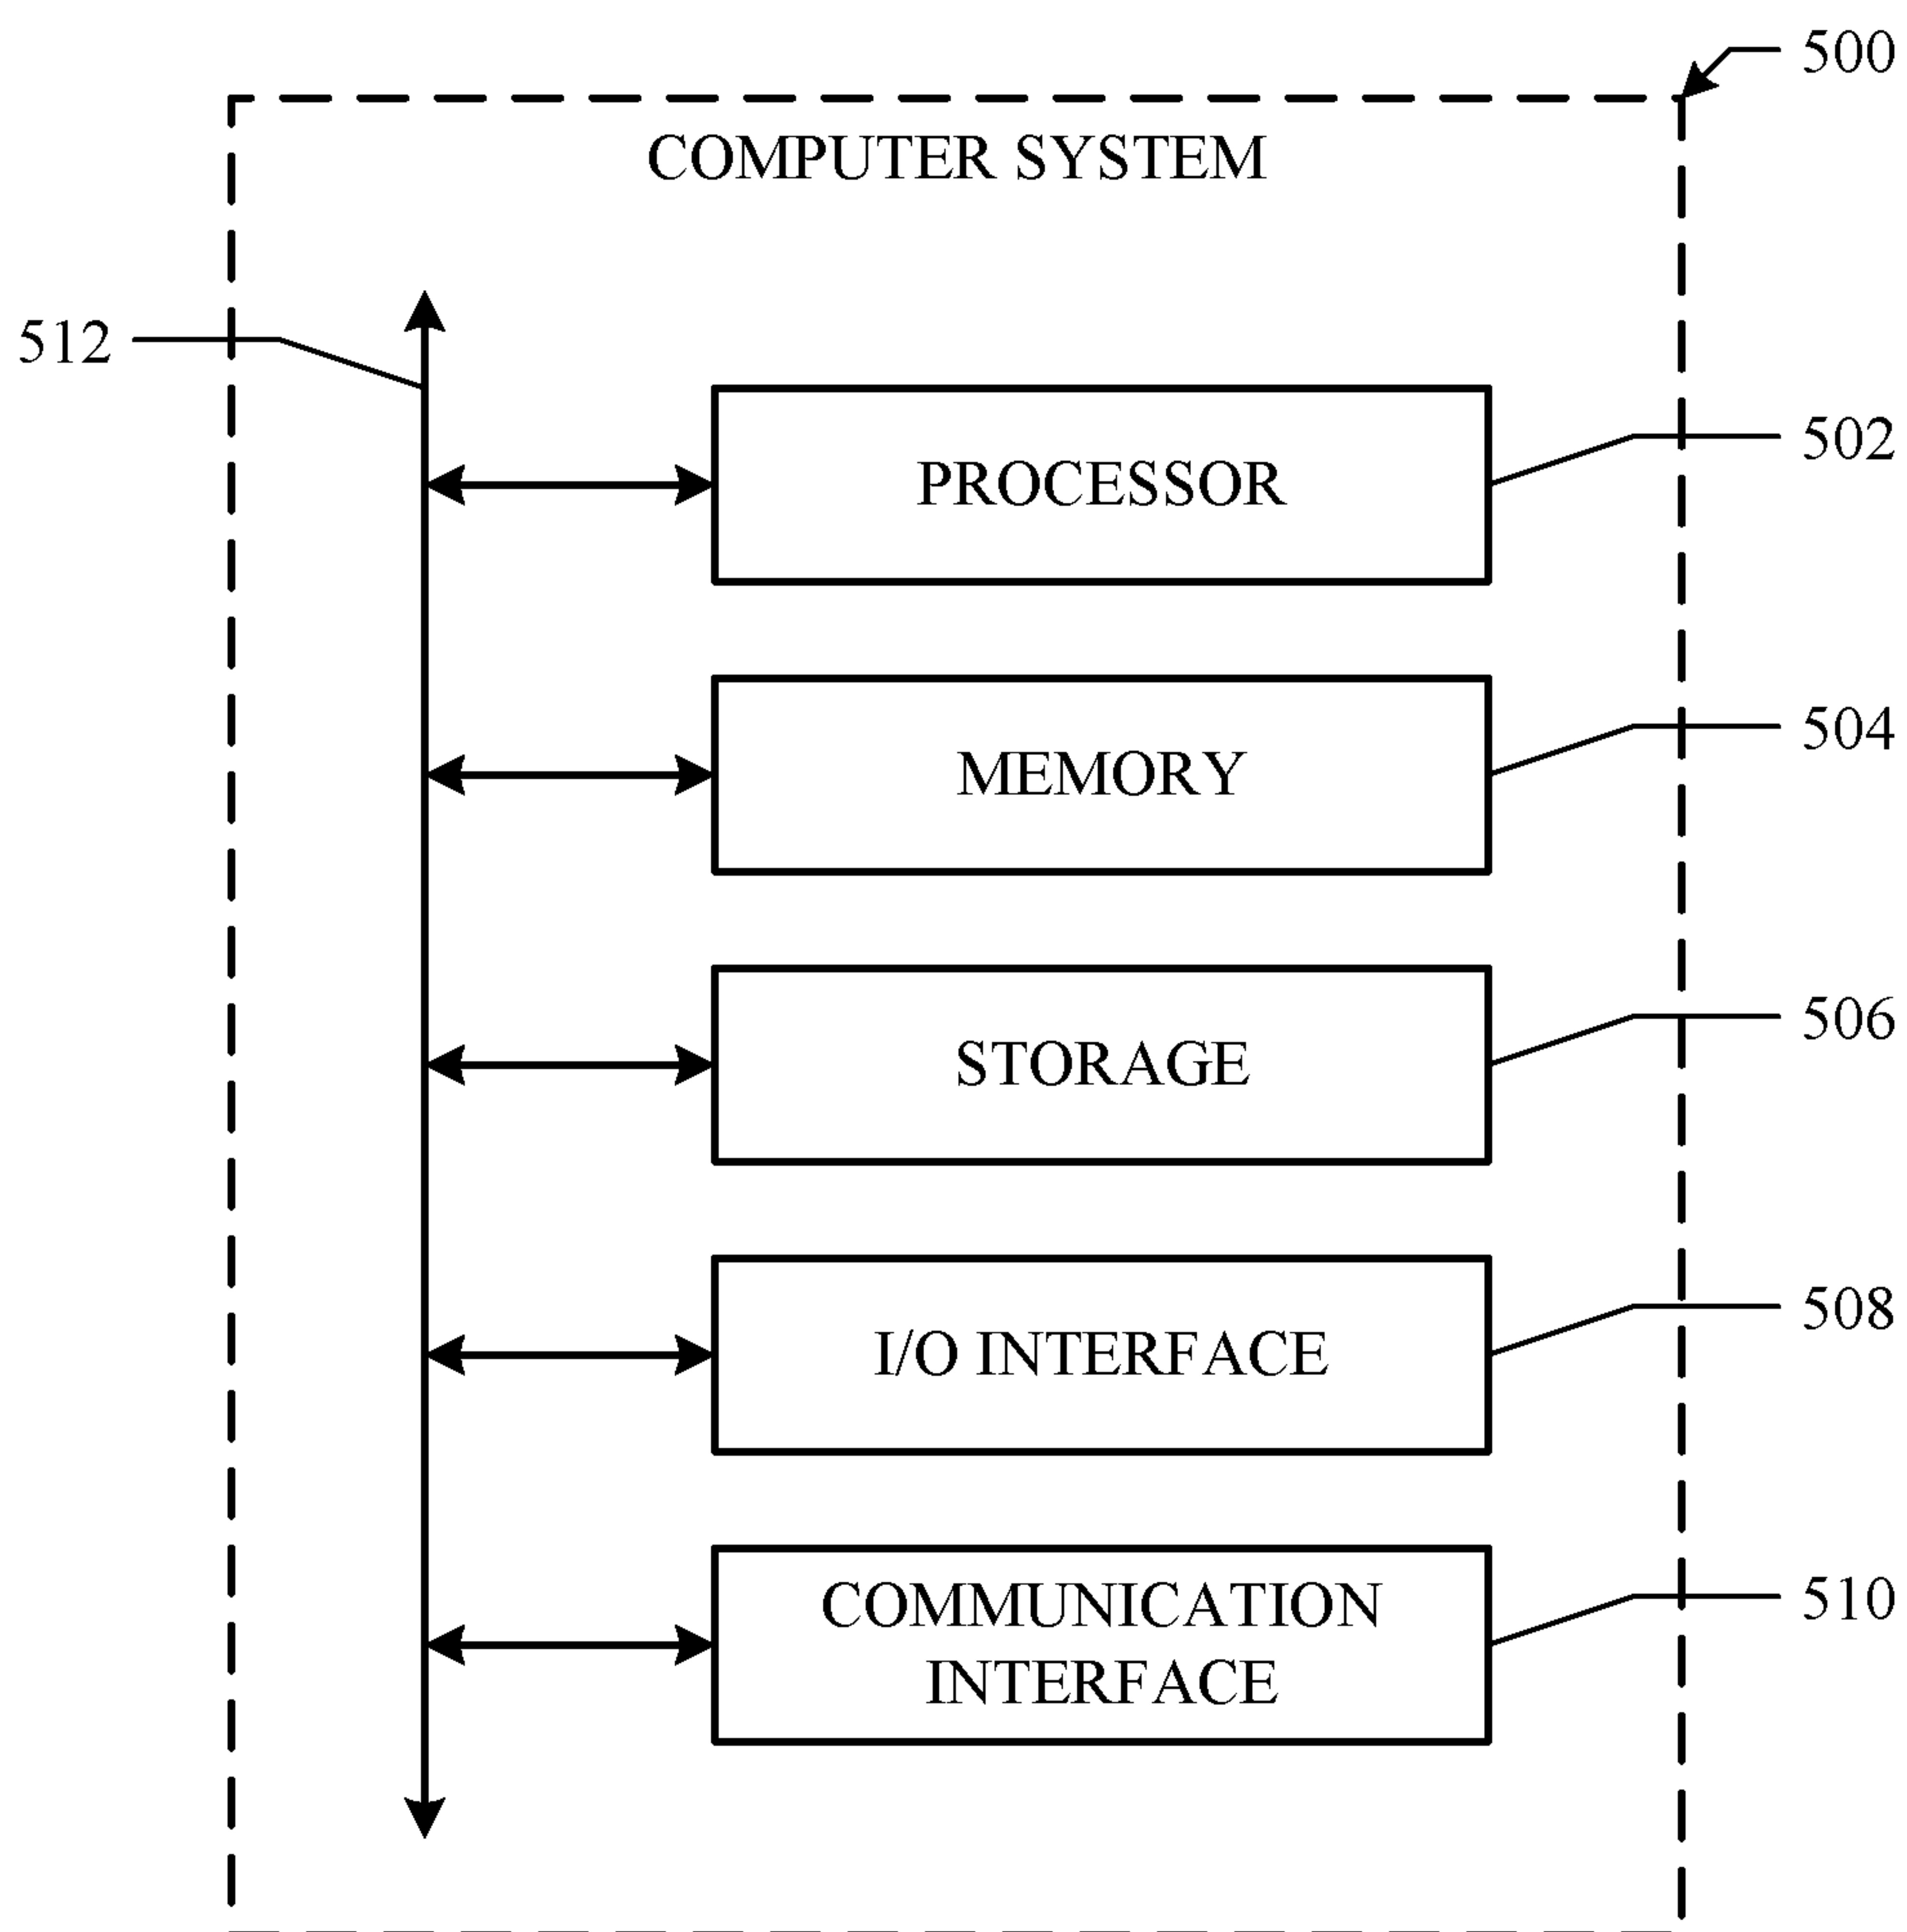 500
COMPUTER SYSTEM
512
PROCESSOR
502
MEMORY
504
STORAGE
506
I/O INTERFACE
508
COMMUNICATION
INTERFACE
510